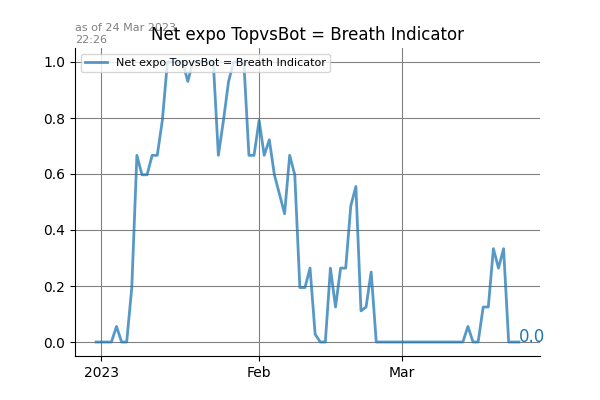 as of 24 Mar 2023
22:26
Net expo TopvsBot = Breath Indicator
Net expo TopvsBot = Breath Indicator
1.0
0.8
0.6
0.4
0.2
0.0
0.0
2023 Feb Mar